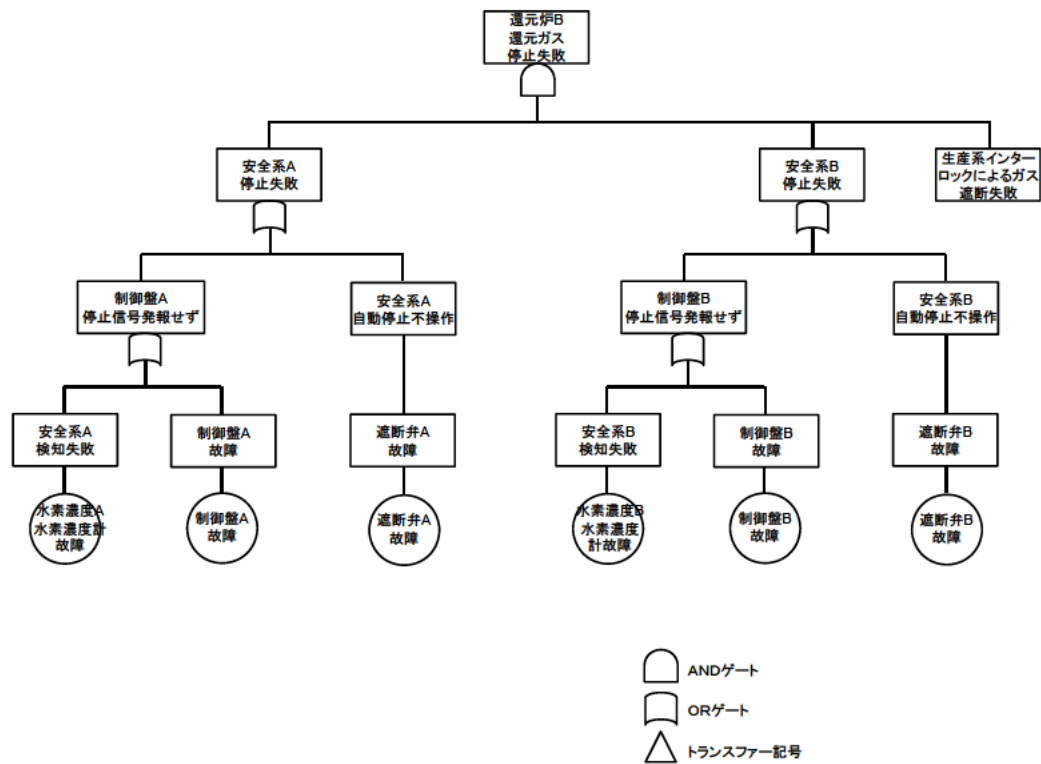 還元炉B
還元ガス
停止失敗
安全系A
停止失敗
安全系B
停止失敗
生産系インター
ロックによるガス
遮断失敗
制御盤A
停止信号発報せず
安全系A
自動停止不操作
制御盤B
停止信号発報せず
安全系B
自動停止不操作
安全系A
検知失敗
制御盤A
故障
遮断弁A
故障
安全系B
検知失敗
制御盤B
故障
遮断弁B
故障
水素濃度A
水素濃度計
故障
制御盤A
故障
遮断弁A
故障
水素濃度B
水素濃度
計故障
制御盤B
故障
遮断弁B
故障
ANDゲート
ORゲート
トランスファー記号